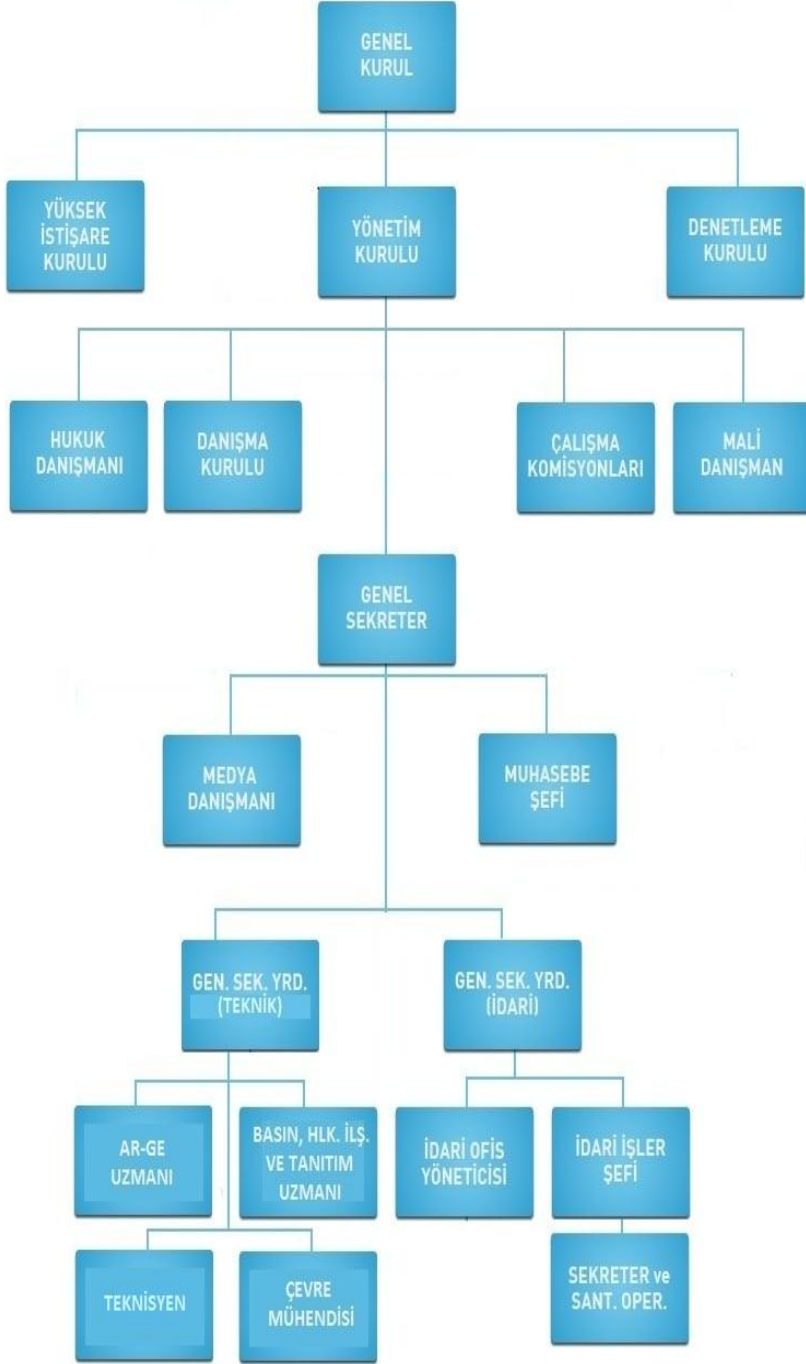 GENEL
KURUL
YÜKSEK
İSTİŞARE
KURULU
YÖNETİM
KURULU
DENETLEME
KURULU
HUKUK
DANIŞMANI
DANIŞMA
KURULU
ÇALIŞMA
KOMİSYONLARI
MALİ
DANIŞMAN
GENEL
SEKRETER
MEDYA
DANIŞMANI
MUHASEBE
ŞEFİ
GEN. SEK. YRD.
(TEKNİK)
GEN. SEK. YRD.
(İDARİ)
AR-GE
UZMANI
BASIN, HLK. İLŞ.
VE TANITIM
UZMANI
İDARİ OFİS
YÖNETİCİSİ
İDARİ İŞLER
ŞEFİ
TEKNİSYEN
ÇEVRE
MÜHENDİSİ
SEKRETER ve
SANT. OPER.